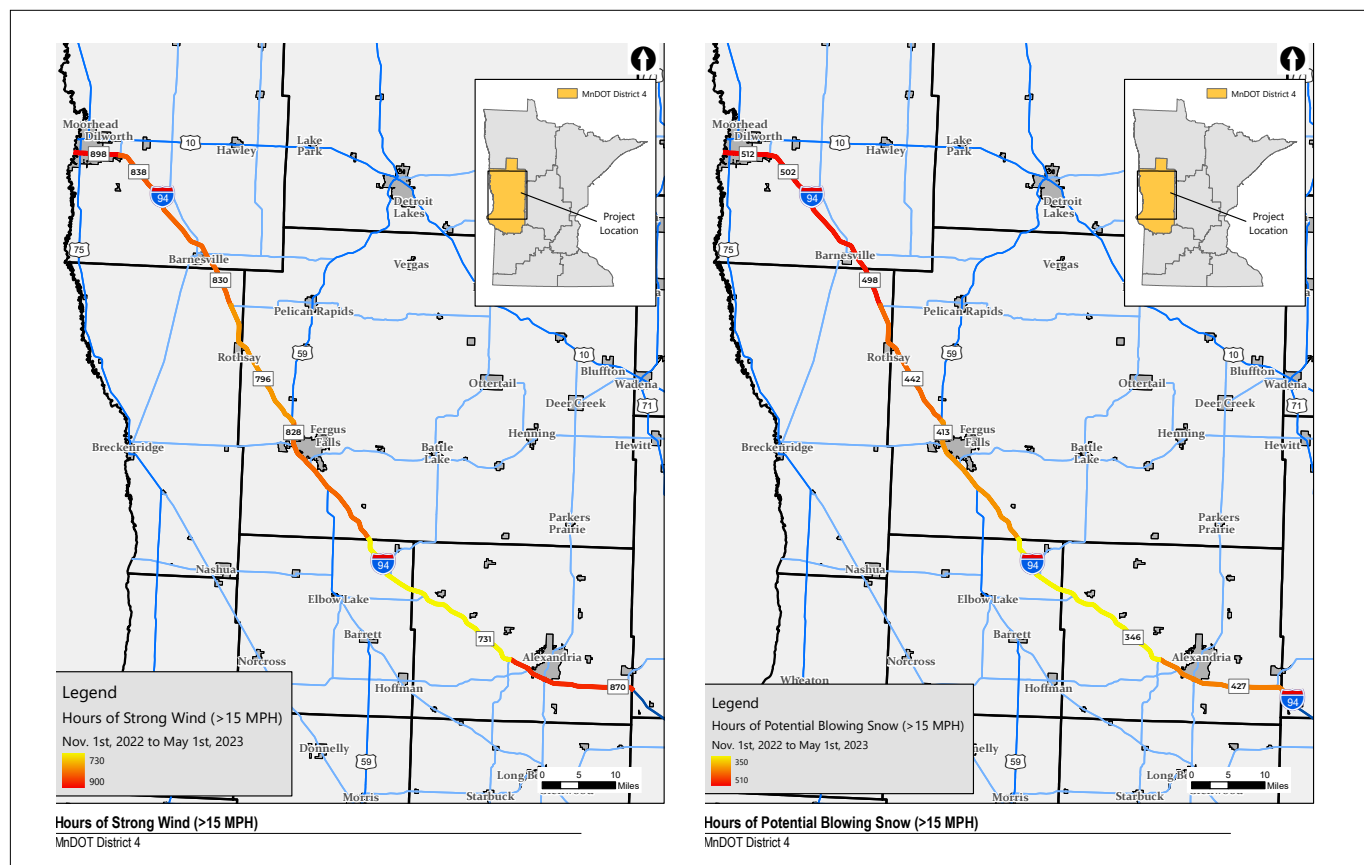 MnDOT District 4
Moorhead
Dilworth
898
838
10
Hawley
Lake
Park
Detroit
Lakes
94
Project
Location
75
Barnesville
Vergas
830
Pelican Rapids
Rothsay
59
796
10
Bluffton
Ottertail
Wadena
Deer Creek
71
828
Fergus
Falls
Breckenridge
Battle
Lake
Henning
Hewitt
Parkers
Prairie
Nashua
94
Elbow Lake
Barrett
731
Norcross
Alexandria
Hoffman
870
Legend
Hours of Strong Wind (>15 MPH)
Nov. 1st, 2022 to May 1st, 2023
730
900
Donnelly
59
Morris
Long Be
Starbuck
0 5 10
Miles
Hours of Strong Wind (>15 MPH)
MnDOT District 4
MnDOT District 4
Moorhead
Dilworth
512
502
10
Hawley
Lake
Park
Detroit
Lakes
94
Project
Location
75
Barnesville
Vergas
498
Pelican Rapids
Rothsay
59
442
10
Bluffton
Ottertail
Wadena
Deer Creek
71
413
Fergus
Falls
Breckenridge
Battle
Lake
Henning
Hewitt
Parkers
Prairie
Nashua
94
Elbow Lake
Barrett
346
Norcross
Alexandria
Wheaton
Hoffman
427
94
Legend
Hours of Potential Blowing Snow (>15 MPH)
Nov. 1st, 2022 to May 1st, 2023
350
510
nelly
59
Morris
Long Be
Starbuck
0 5 10
Miles
Hours of Potential Blowing Snow (>15 MPH)
MnDOT District 4